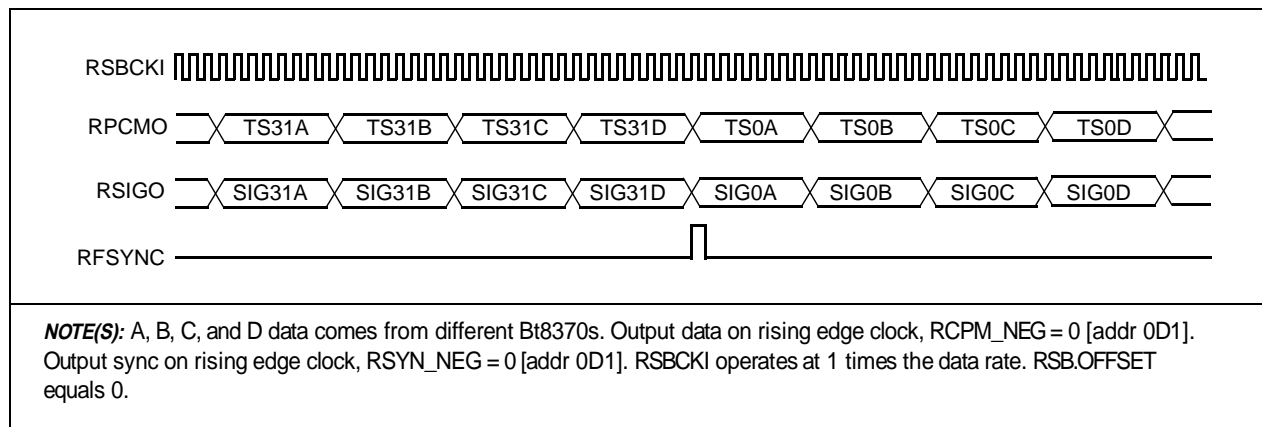 RSBCKI
RPCMO TS31A TS31B TS31C TS31D TS0A TS0B TS0C TS0D
RSIGO SIG31A SIG31B SIG31C SIG31D SIG0A SIG0B SIG0C SIG0D
RFSYNC
NOTE(S): A, B, C, and D data comes from different Bt8370s. Output data on rising edge clock, RCPM_NEG = 0 [addr 0D1].
Output sync on rising edge clock, RSYN_NEG = 0 [addr 0D1]. RSBCKI operates at 1 times the data rate. RSB.OFFSET
equals 0.